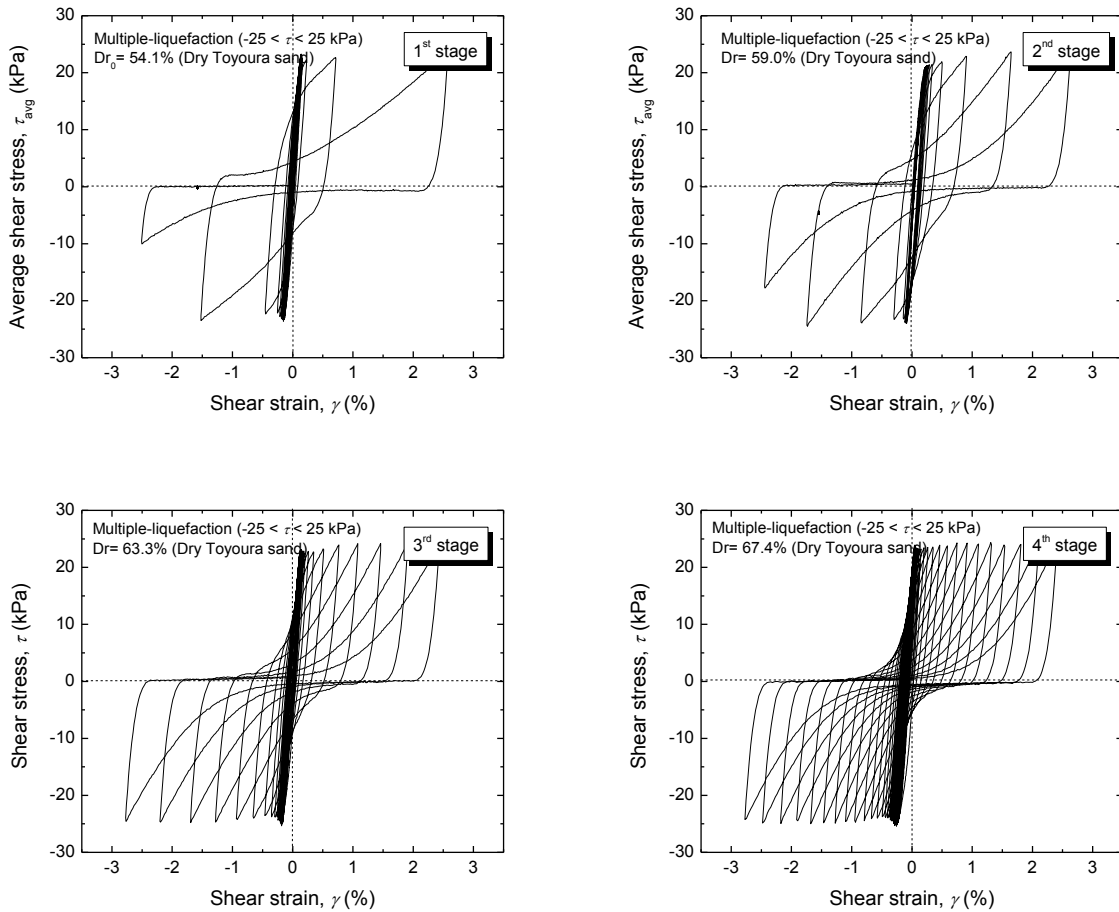 Multiple-liquefaction (-25 < τ < 25 kPa)
Dr₀= 54.1% (Dry Toyoura sand)
1st stage
30
20
10
0
-10
-20
-30
Average shear stress, τavg (kPa)
-3 -2 -1 0 1 2 3
Shear strain, γ (%)
Multiple-liquefaction (-25 < τ < 25 kPa)
Dr= 59.0% (Dry Toyoura sand)
2nd stage
30
20
10
0
-10
-20
-30
Average shear stress, τavg (kPa)
-3 -2 -1 0 1 2 3
Shear strain, γ (%)
Multiple-liquefaction (-25 < τ < 25 kPa)
Dr= 63.3% (Dry Toyoura sand)
3rd stage
30
20
10
0
-10
-20
-30
Shear stress, τ (kPa)
-3 -2 -1 0 1 2 3
Shear strain, γ (%)
Multiple-liquefaction (-25 < τ < 25 kPa)
Dr= 67.4% (Dry Toyoura sand)
4th stage
30
20
10
0
-10
-20
-30
Shear stress, τ (kPa)
-3 -2 -1 0 1 2 3
Shear strain, γ (%)